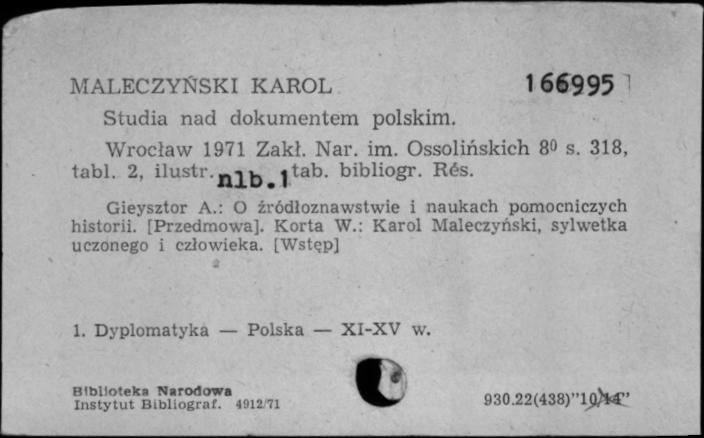 MALECZYŃSKI KAROL 166995
Studia nad dokumentem polskim.
Wrocław 1971 Zakł. Nar. im. Ossolińskich 8⁰ s. 318,
tabl. 2, ilustr. nlb. 1 tab. bibliogr. Rés.
Gieysztor A.: O źródłoznawstwie i naukach pomocniczych
historii. [Przedmowa]. Korta W.: Karol Maleczyński, sylwetka
uczonego i człowieka. [Wstęp]
1. Dyplomatyka — Polska — XI-XV w.
Biblioteka Narodowa
Instytut Bibliograf. 4912/71
930.22(438)"10/14"